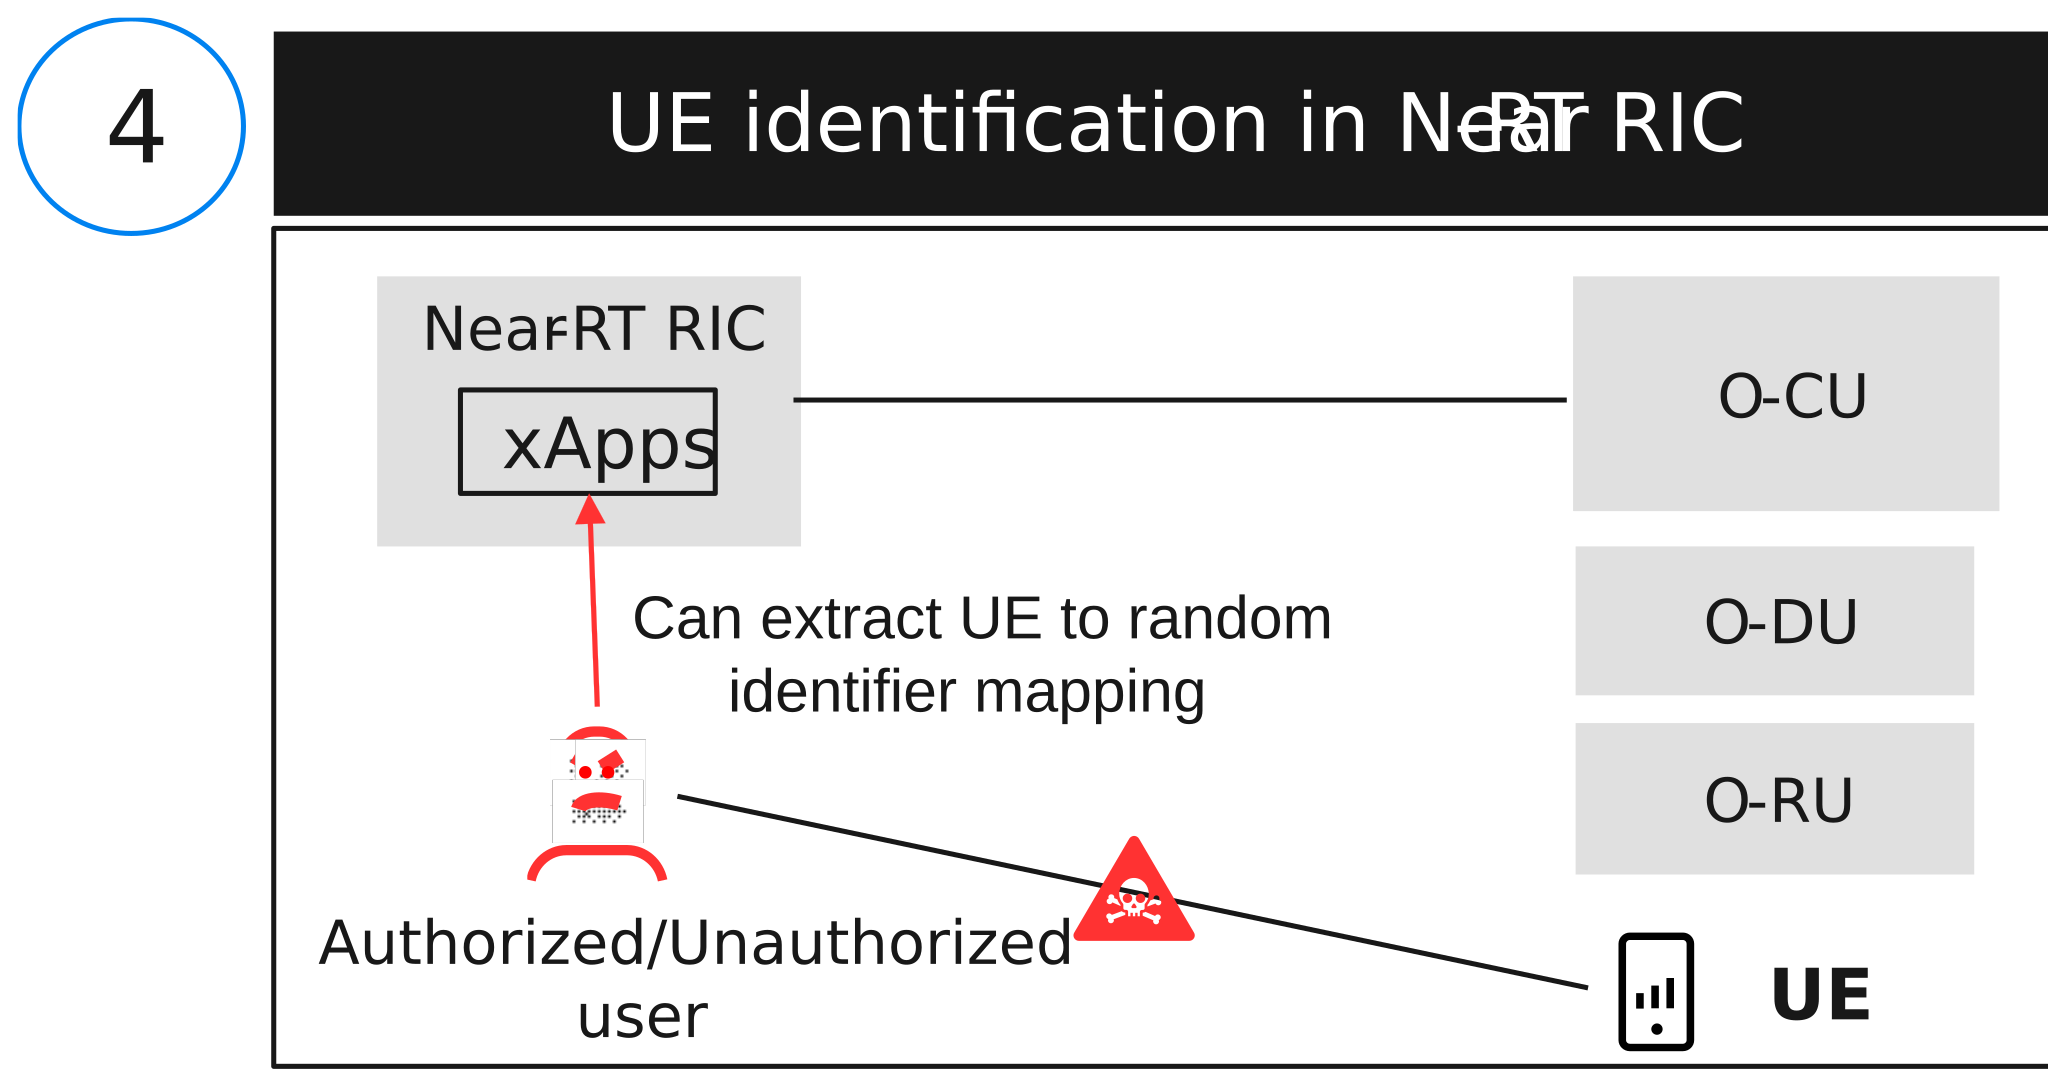 4
UE identification in Near-RT RIC
Near-RT RIC
xApps
O-CU
O-DU
Can extract UE to random
identifier mapping
O-RU
Authorized/Unauthorized
user
UE